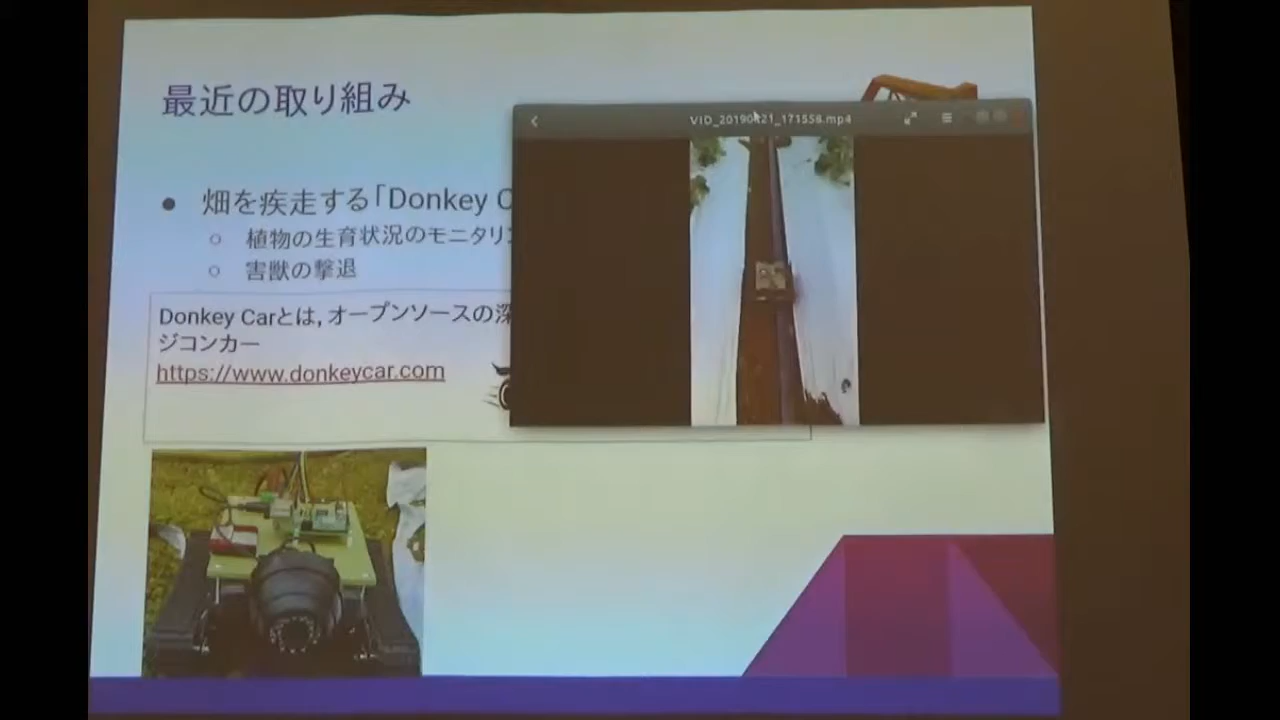 最近の取り組み
VID_20190421_171556.mp4
畑を疾走する「Donkey C
植物の生育状況のモニタリン
害獣の撃退
Donkey Carとは, オープンソースの深
ジコンカー
https://www.donkeycar.com